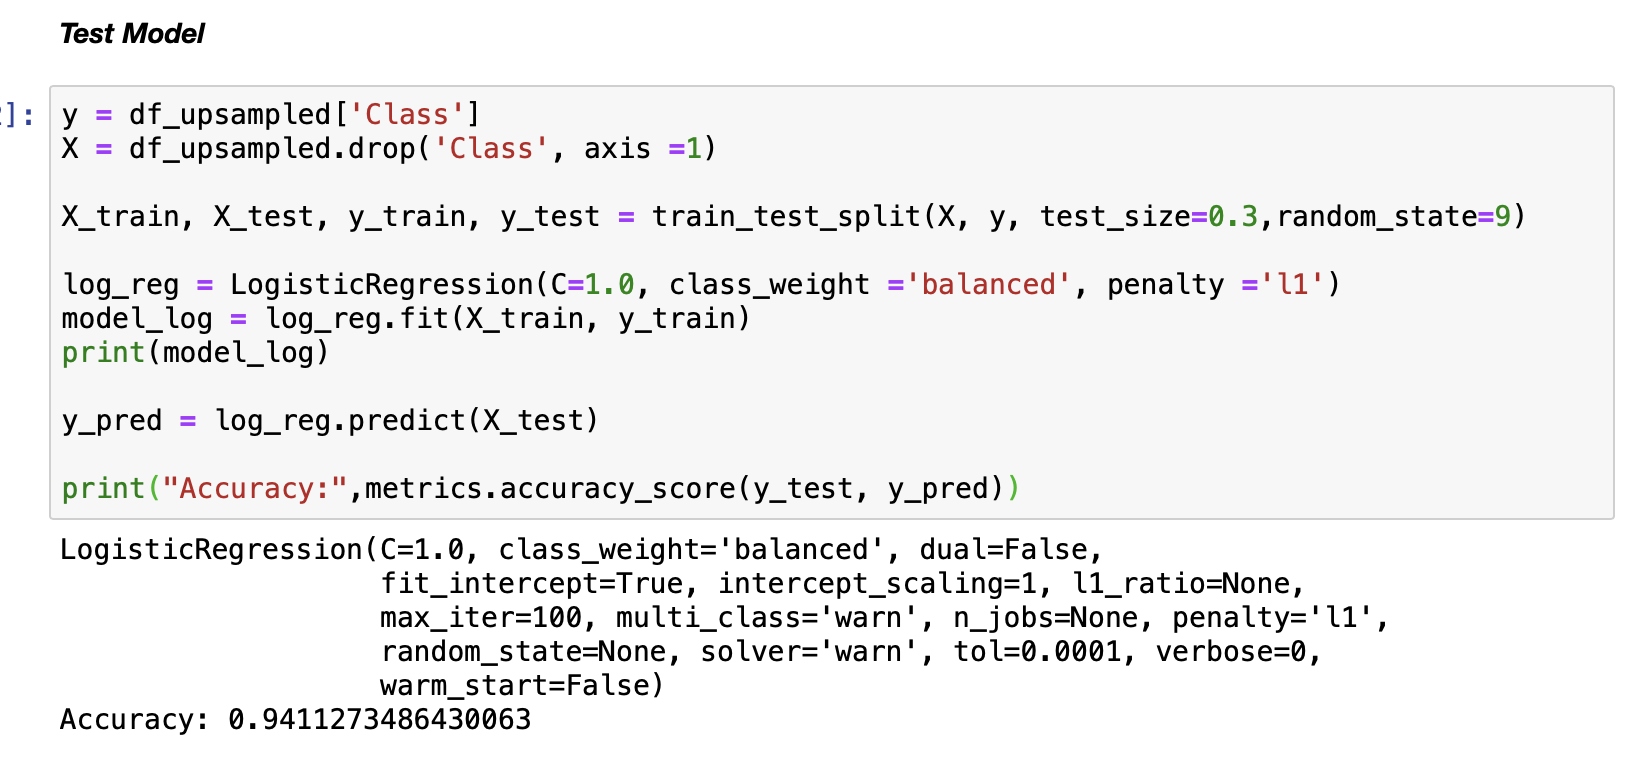 Test Model
]:
y = df_upsampled['Class']
X = df_upsampled.drop('Class', axis =1)
X_train, X_test, y_train, y_test = train_test_split(X, y, test_size=0.3,random_state=9)
log_reg = LogisticRegression(C=1.0, class_weight ='balanced', penalty ='l1')
model_log = log_reg.fit(X_train, y_train)
print(model_log)
y_pred = log_reg.predict(X_test)
print("Accuracy:",metrics.accuracy_score(y_test, y_pred))
LogisticRegression(C=1.0, class_weight='balanced', dual=False,
fit_intercept=True, intercept_scaling=1, l1_ratio=None,
max_iter=100, multi_class='warn', n_jobs=None, penalty='l1',
random_state=None, solver='warn', tol=0.0001, verbose=0,
warm_start=False)
Accuracy: 0.9411273486430063